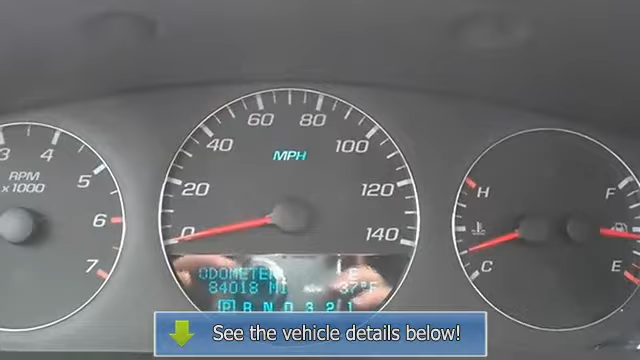 3 4 5 6 7
RPM
x1000
0 20 40 60 80 100 120 140
MPH
ODOMETER E
84018 MI 37°F
P R N D 3 2 1
H
C
F
E
See the vehicle details below!